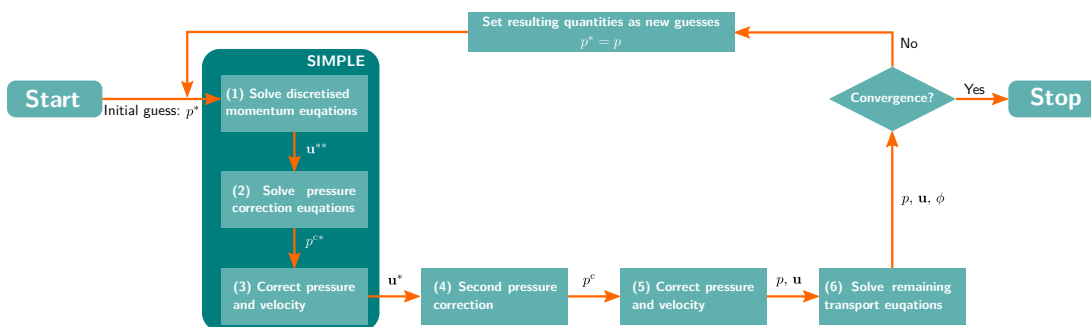 Set resulting quantities as new guesses
p* = p
No
SIMPLE
Start
Initial guess: p*
(1) Solve discretised
momentum euqations
Convergence?
Yes
Stop
u**
(2) Solve pressure
correction euqations
p, u, ϕ
p^c*
(3) Correct pressure
and velocity
u*
(4) Second pressure
correction
p^c
(5) Correct pressure
and velocity
p, u
(6) Solve remaining
transport euqations